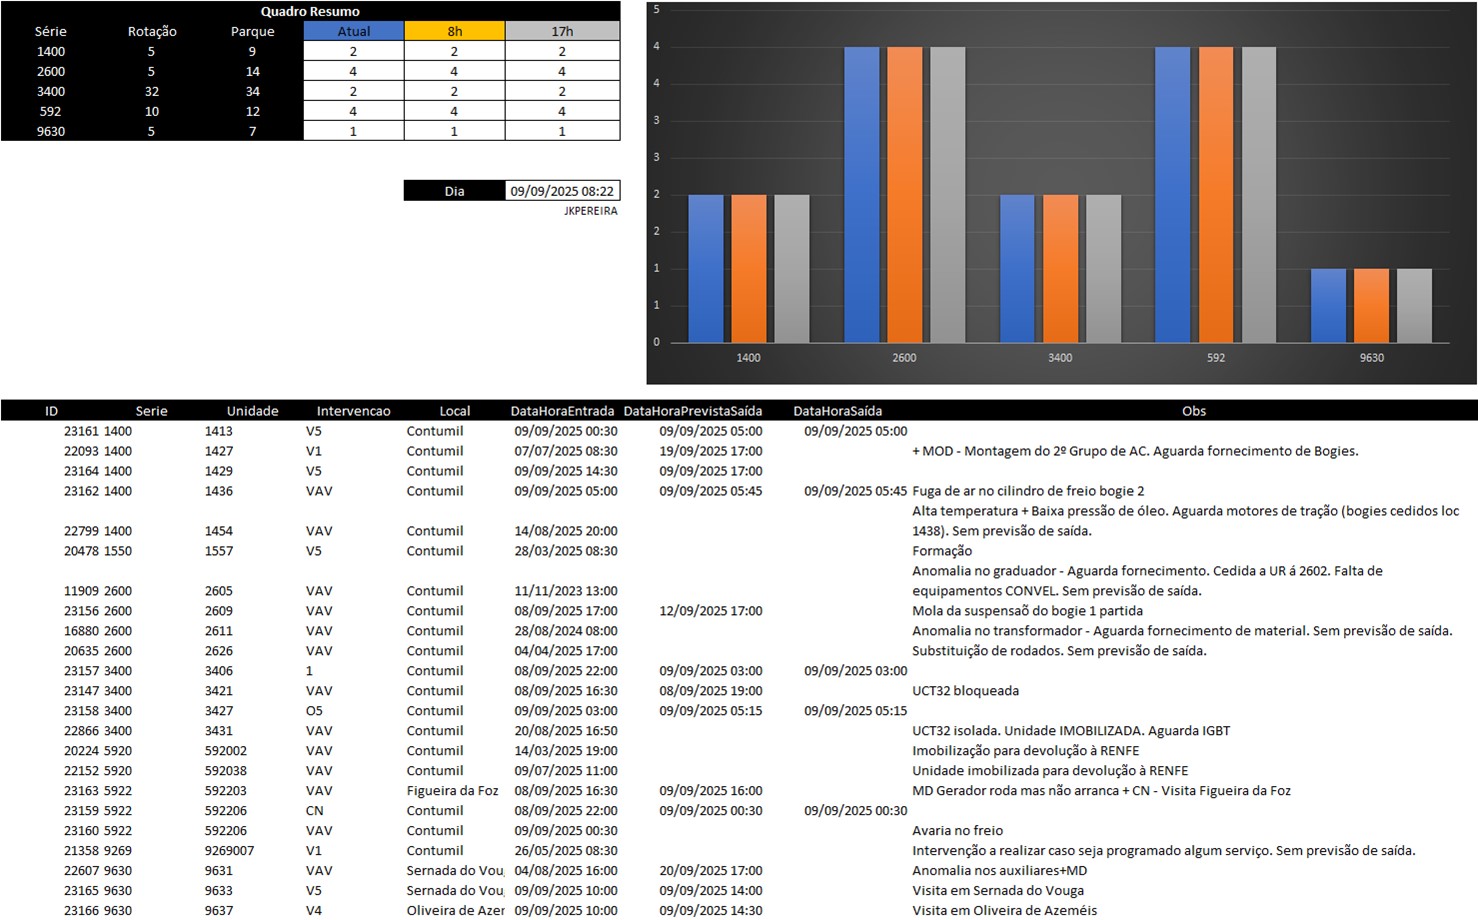 Quadro Resumo
Série Rotação Parque Atual 8h 17h
1400 5 9 2 2 2
2600 5 14 4 4 4
3400 32 34 2 2 2
592 10 12 4 4 4
9630 5 7 1 1 1
Dia 09/09/2025 08:22
JKPEREIRA
5
4
4
3
3
2
2
1
1
0
1400 2600 3400 592 9630
ID Serie Unidade Intervencao Local DataHoraEntrada DataHoraPrevistaSaída DataHoraSaída Obs
23161 1400 1413 V5 Contumil 09/09/2025 00:30 09/09/2025 05:00 09/09/2025 05:00
22093 1400 1427 V1 Contumil 07/07/2025 08:30 19/09/2025 17:00 + MOD - Montagem do 2º Grupo de AC. Aguarda fornecimento de Bogies.
23164 1400 1429 V5 Contumil 09/09/2025 14:30 09/09/2025 17:00
23162 1400 1436 VAV Contumil 09/09/2025 05:00 09/09/2025 05:45 09/09/2025 05:45 Fuga de ar no cilindro de freio bogie 2
Alta temperatura + Baixa pressão de óleo. Aguarda motores de tração (bogies cedidos loc
22799 1400 1454 VAV Contumil 14/08/2025 20:00 1438). Sem previsão de saída.
20478 1550 1557 V5 Contumil 28/03/2025 08:30 Formação
Anomalia no graduador - Aguarda fornecimento. Cedida a UR á 2602. Falta de
11909 2600 2605 VAV Contumil 11/11/2023 13:00 equipamentos CONVEL. Sem previsão de saída.
23156 2600 2609 VAV Contumil 08/09/2025 17:00 12/09/2025 17:00 Mola da suspensaõ do bogie 1 partida
16880 2600 2611 VAV Contumil 28/08/2024 08:00 Anomalia no transformador - Aguarda fornecimento de material. Sem previsão de saída.
20635 2600 2626 VAV Contumil 04/04/2025 17:00 Substituição de rodados. Sem previsão de saída.
23157 3400 3406 1 Contumil 08/09/2025 22:00 09/09/2025 03:00 09/09/2025 03:00
23147 3400 3421 VAV Contumil 08/09/2025 16:30 08/09/2025 19:00 UCT32 bloqueada
23158 3400 3427 O5 Contumil 09/09/2025 03:00 09/09/2025 05:15 09/09/2025 05:15
22866 3400 3431 VAV Contumil 20/08/2025 16:50 UCT32 isolada. Unidade IMOBILIZADA. Aguarda IGBT
20224 5920 592002 VAV Contumil 14/03/2025 19:00 Imobilização para devolução à RENFE
22152 5920 592038 VAV Contumil 09/07/2025 11:00 Unidade imobilizada para devolução à RENFE
23163 5922 592203 VAV Figueira da Foz 08/09/2025 16:30 09/09/2025 16:00 MD Gerador roda mas não arranca + CN - Visita Figueira da Foz
23159 5922 592206 CN Contumil 08/09/2025 22:00 09/09/2025 00:30 09/09/2025 00:30
23160 5922 592206 VAV Contumil 09/09/2025 00:30 Avaria no freio
21358 9269 9269007 V1 Contumil 26/05/2025 08:30 Intervenção a realizar caso seja programado algum serviço. Sem previsão de saída.
22607 9630 9631 VAV Sernada do Vou 04/08/2025 16:00 20/09/2025 17:00 Anomalia nos auxiliares+MD
23165 9630 9633 V5 Sernada do Vou 09/09/2025 10:00 09/09/2025 14:00 Visita em Sernada do Vouga
23166 9630 9637 V4 Oliveira de Azer 09/09/2025 10:00 09/09/2025 14:30 Visita em Oliveira de Azeméis